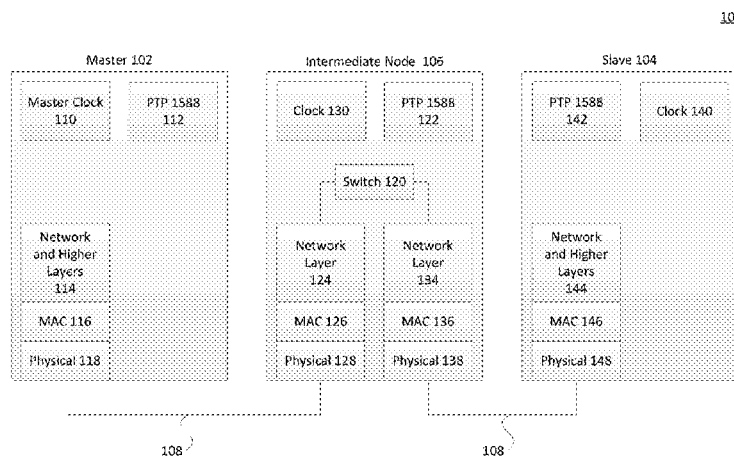 10
Master 102
Intermediate Node 106
Slave 104
Master Clock
110
PTP 1588
112
Clock 130
PTP 1588
122
PTP 1588
142
Clock 140
Switch 120
Network
and Higher
Layers
114
Network
Layer
124
Network
Layer
134
Network
and Higher
Layers
144
MAC 116
MAC 126
MAC 136
MAC 146
Physical 118
Physical 128
Physical 138
Physical 148
108
108